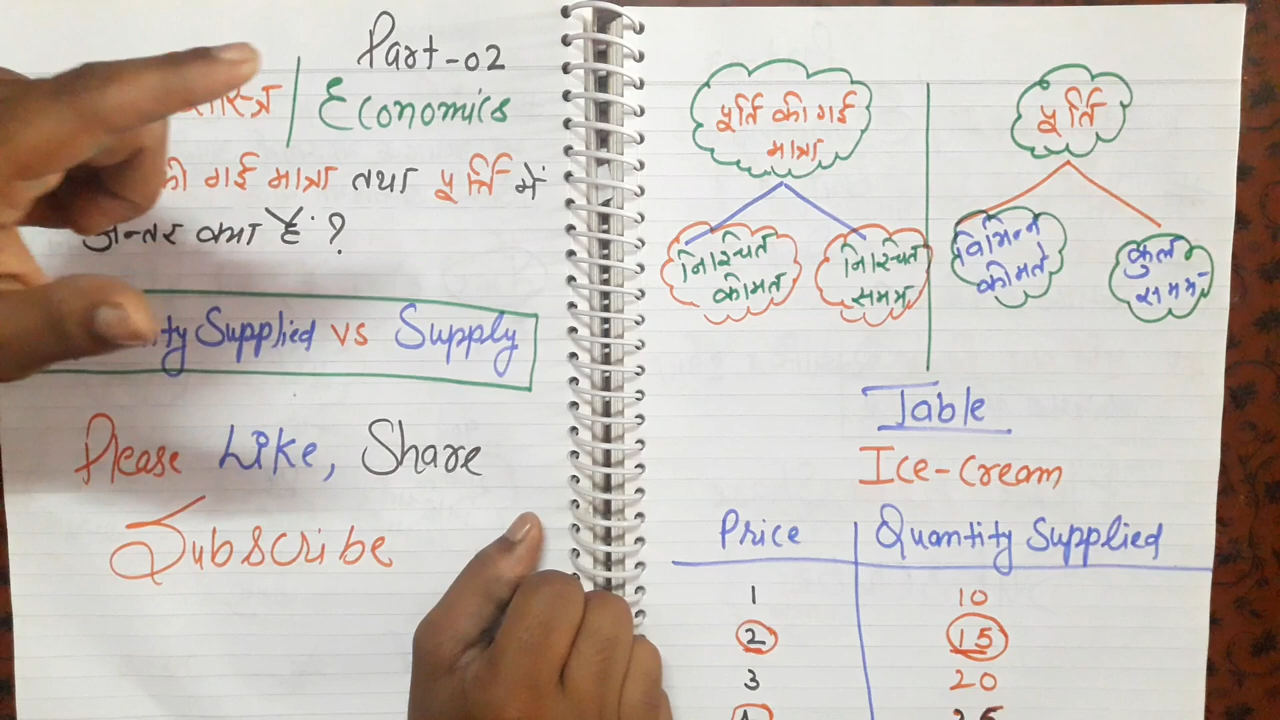 Part-02
Economics
की गई मात्रा तथा पूर्ति में
अन्तर क्या है ?
Supplied VS Supply
Please Like, Share
Subscribe
पूर्ति की गई
मात्रा
पूर्ति
निश्चित
कीमत
निश्चित
समय
विभिन्न
कीमतें
कुल
समय
Table
Ice-Cream
Price Quantity Supplied
1 10
2 15
3 20